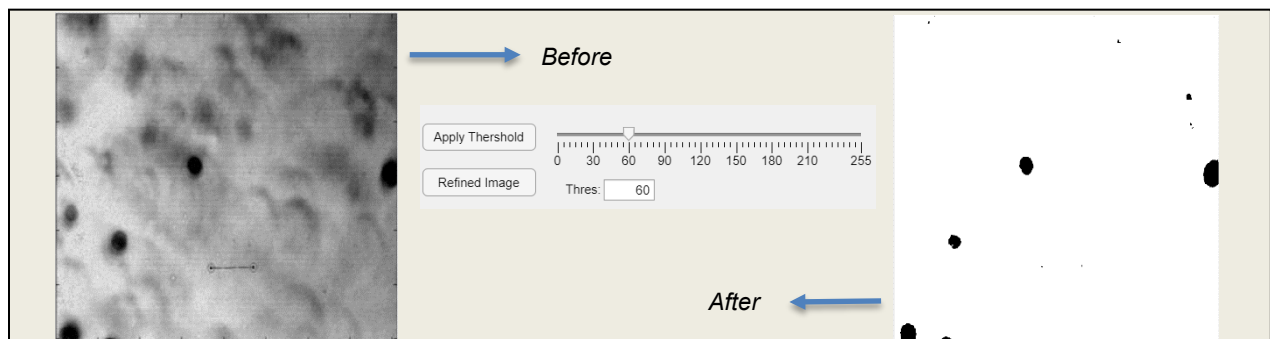 Before
Apply Thershold
0 30 60 90 120 150 180 210 255
Refined Image
Thres: 60
After